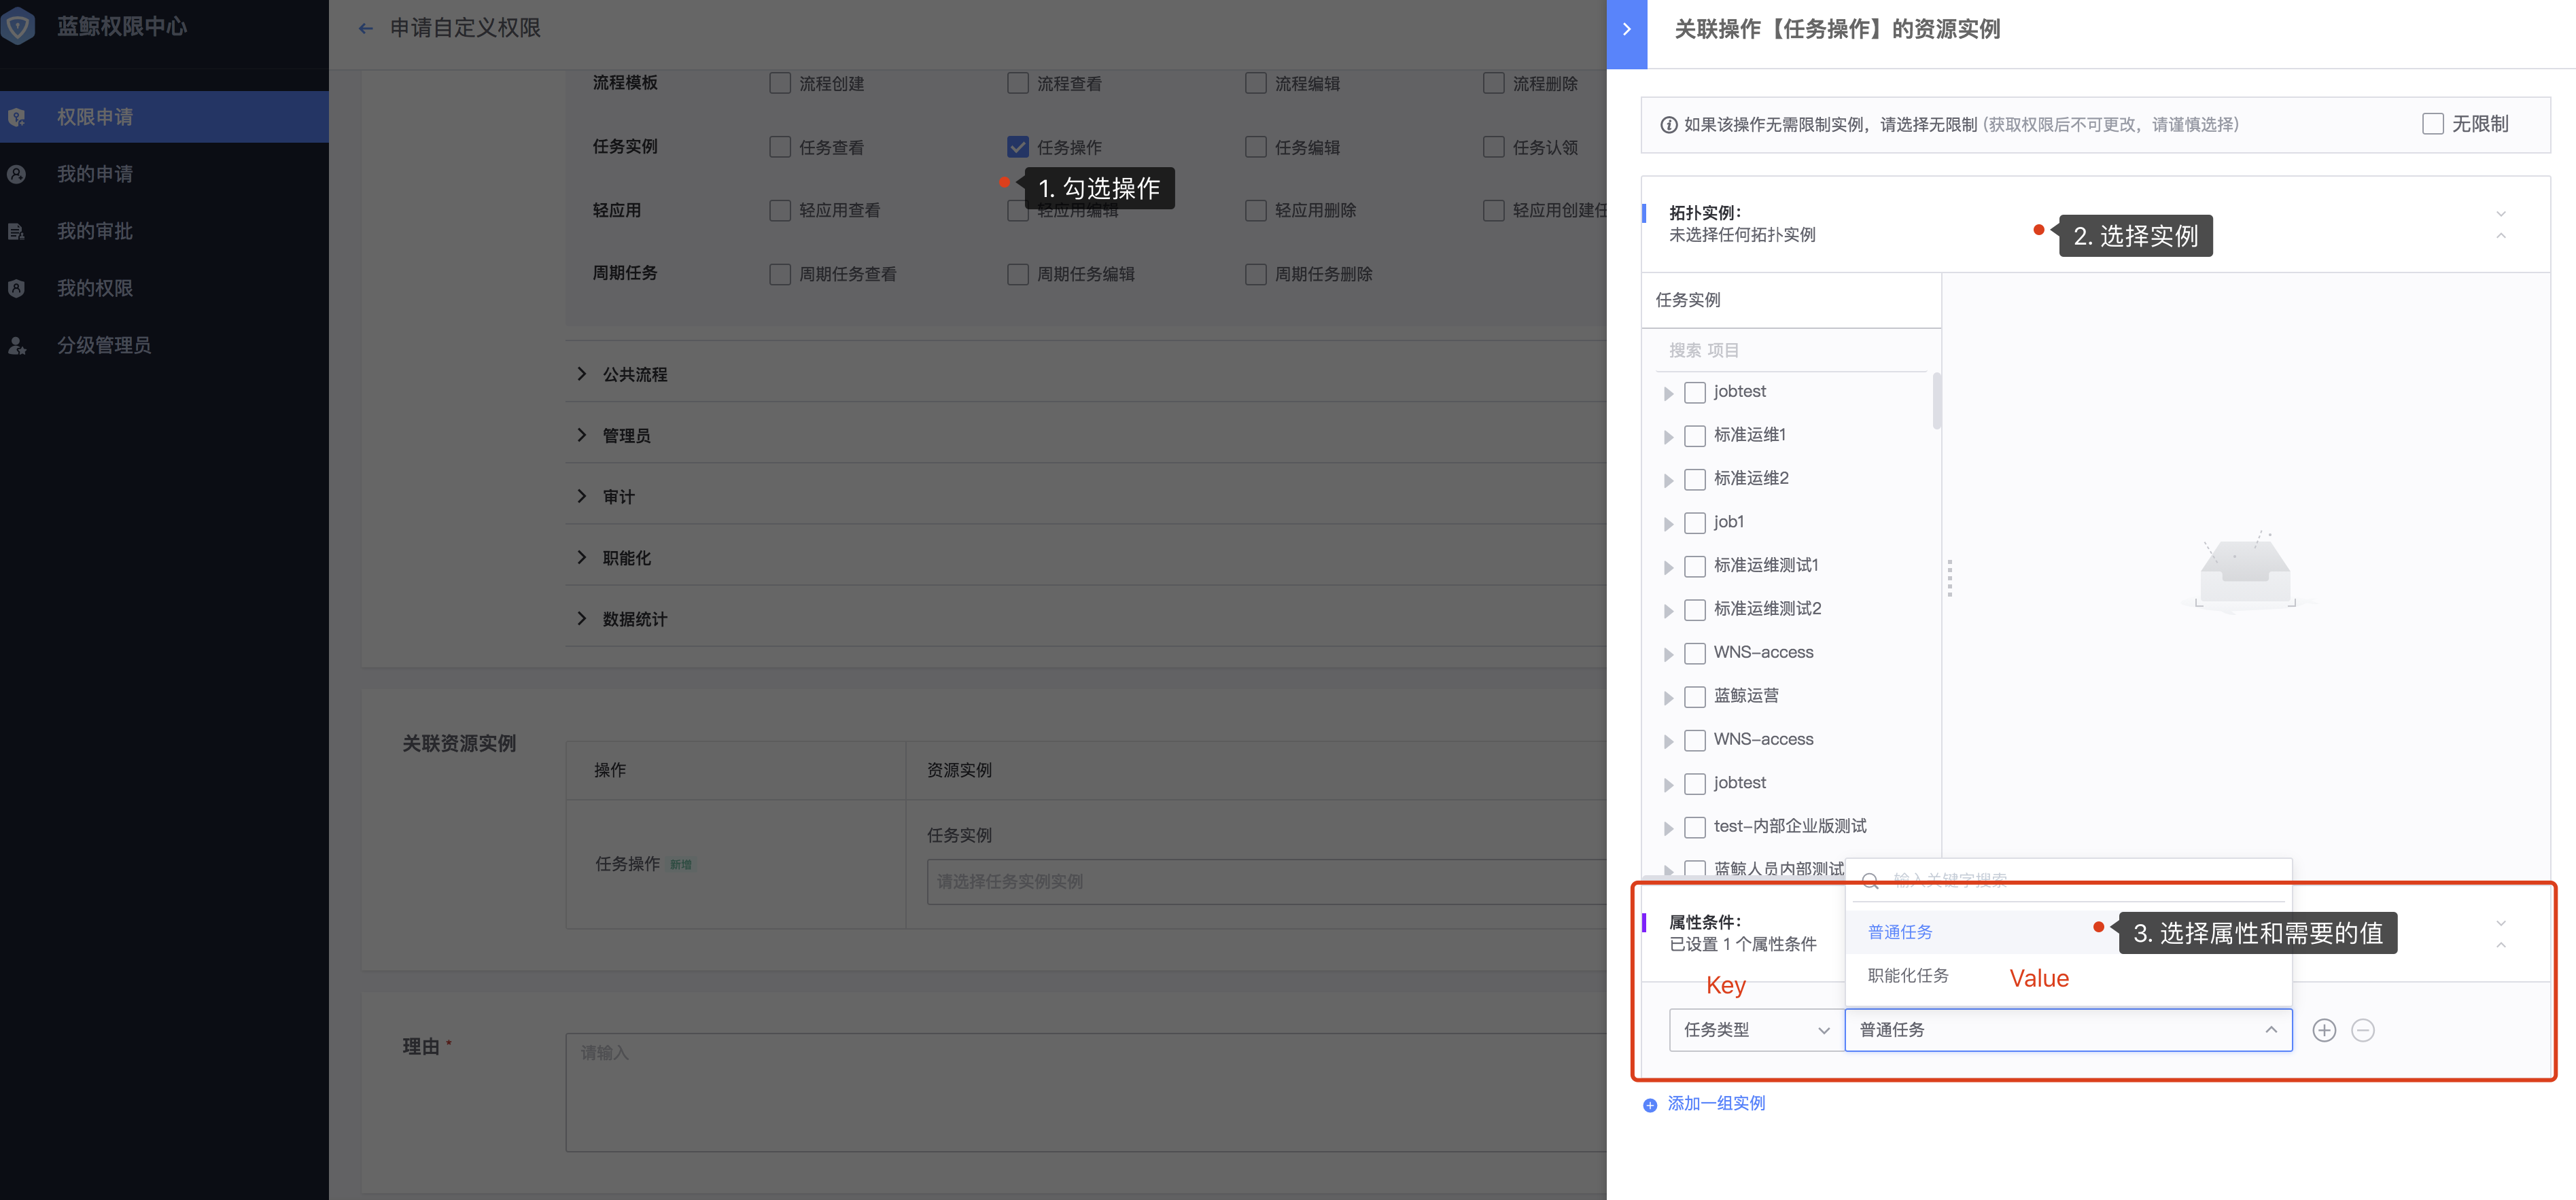 蓝鲸权限中心
权限申请
我的申请
我的审批
我的权限
分级管理员
申请自定义权限
流程模板 流程创建 流程查看 流程编辑 流程删除
任务实例 任务查看 任务操作 任务编辑 任务认领
1. 勾选操作
轻应用 轻应用查看 轻应用编辑 轻应用删除 轻应用创建任
周期任务 周期任务查看 周期任务编辑 周期任务删除
公共流程
管理员
审计
职能化
数据统计
关联资源实例
操作 资源实例
任务操作 新增
任务实例
请选择任务实例实例
理由 *
请输入
关联操作【任务操作】的资源实例
如果该操作无需限制实例，请选择无限制 (获取权限后不可更改，请谨慎选择)
无限制
拓扑实例：
未选择任何拓扑实例
2. 选择实例
任务实例
搜索 项目
jobtest
标准运维1
标准运维2
job1
标准运维测试1
标准运维测试2
WNS-access
蓝鲸运营
WNS-access
jobtest
test-内部企业版测试
蓝鲸人员内部测试
输入关键字搜索
属性条件：
已设置 1 个属性条件
普通任务
3. 选择属性和需要的值
职能化任务
Key
Value
任务类型 普通任务
添加一组实例